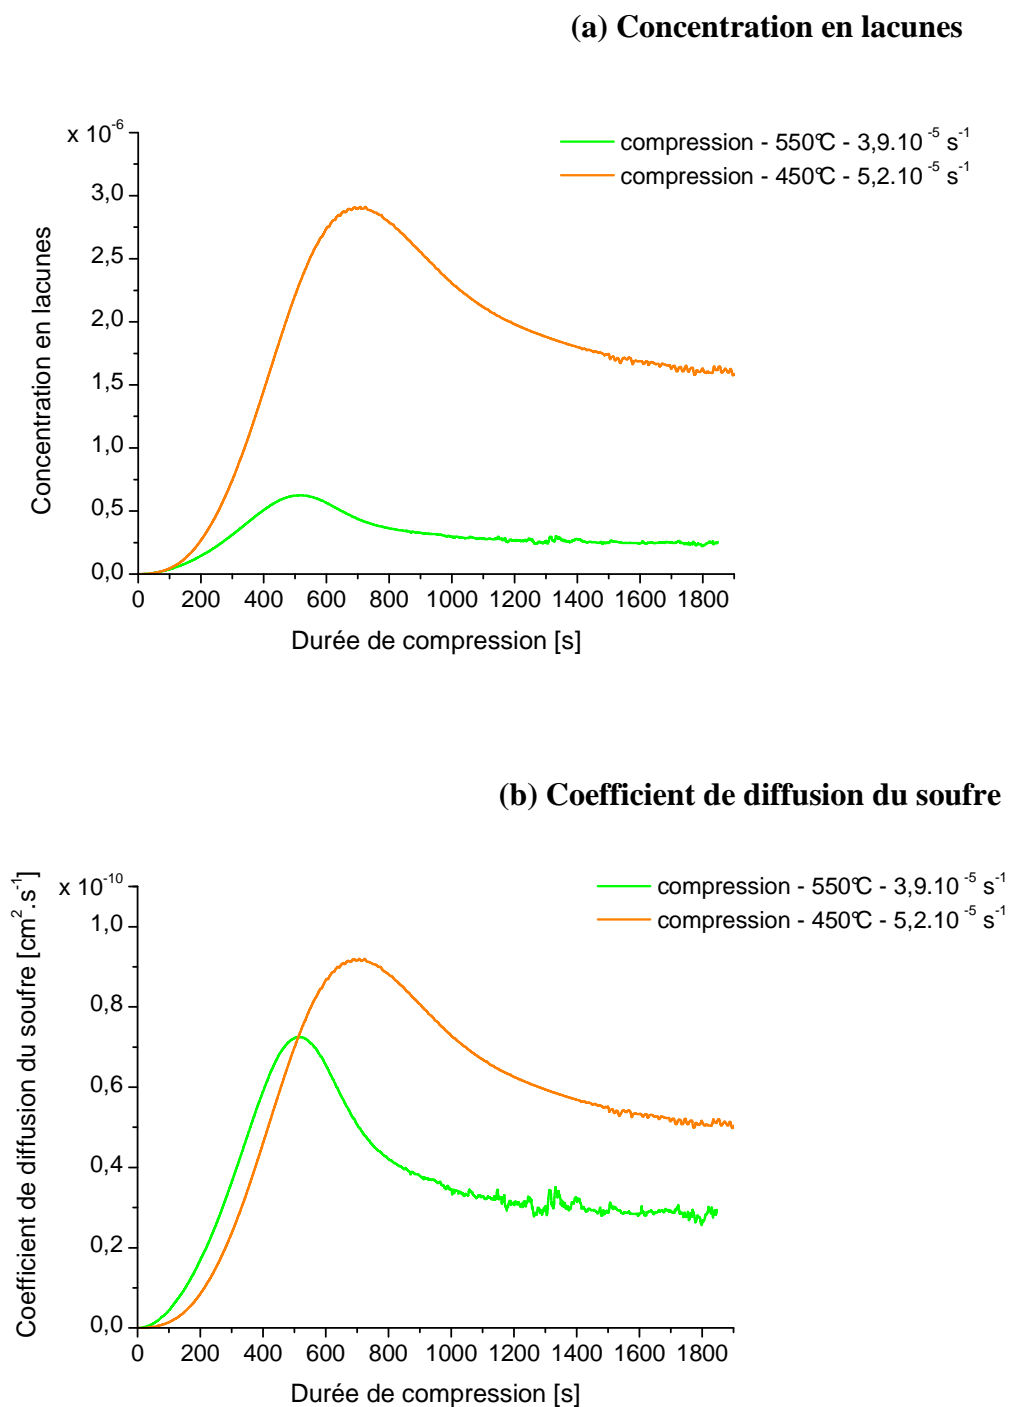 (a) Concentration en lacunes
x 10⁻⁶
compression - 550°C - 3,9.10⁻⁵ s⁻¹
compression - 450°C - 5,2.10⁻⁵ s⁻¹
3,0
2,5
2,0
1,5
1,0
0,5
0,0
Concentration en lacunes
0 200 400 600 800 1000 1200 1400 1600 1800
Durée de compression [s]
(b) Coefficient de diffusion du soufre
x 10⁻¹⁰
compression - 550°C - 3,9.10⁻⁵ s⁻¹
compression - 450°C - 5,2.10⁻⁵ s⁻¹
1,0
0,8
0,6
0,4
0,2
0,0
Coefficient de diffusion du soufre [cm².s⁻¹]
0 200 400 600 800 1000 1200 1400 1600 1800
Durée de compression [s]